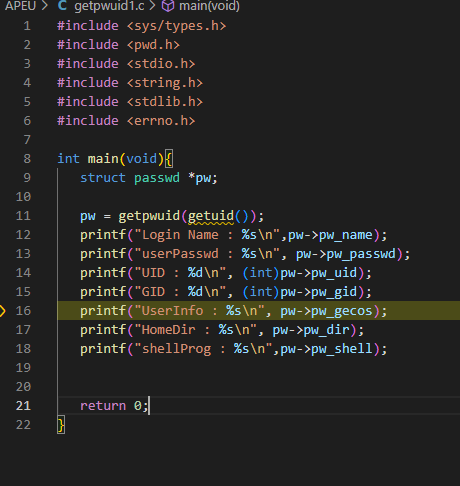 APEU > C getpwuid1.c > main(void)
1 #include <sys/types.h>
2 #include <pwd.h>
3 #include <stdio.h>
4 #include <string.h>
5 #include <stdlib.h>
6 #include <errno.h>
7
8 int main(void){
9 struct passwd *pw;
10
11 pw = getpwuid(getuid());
12 printf("Login Name : %s\n",pw->pw_name);
13 printf("userPasswd : %s\n", pw->pw_passwd);
14 printf("UID : %d\n", (int)pw->pw_uid);
15 printf("GID : %d\n", (int)pw->pw_gid);
16 printf("UserInfo : %s\n", pw->pw_gecos);
17 printf("HomeDir : %s\n", pw->pw_dir);
18 printf("shellProg : %s\n",pw->pw_shell);
19
20
21 return 0;
22 }